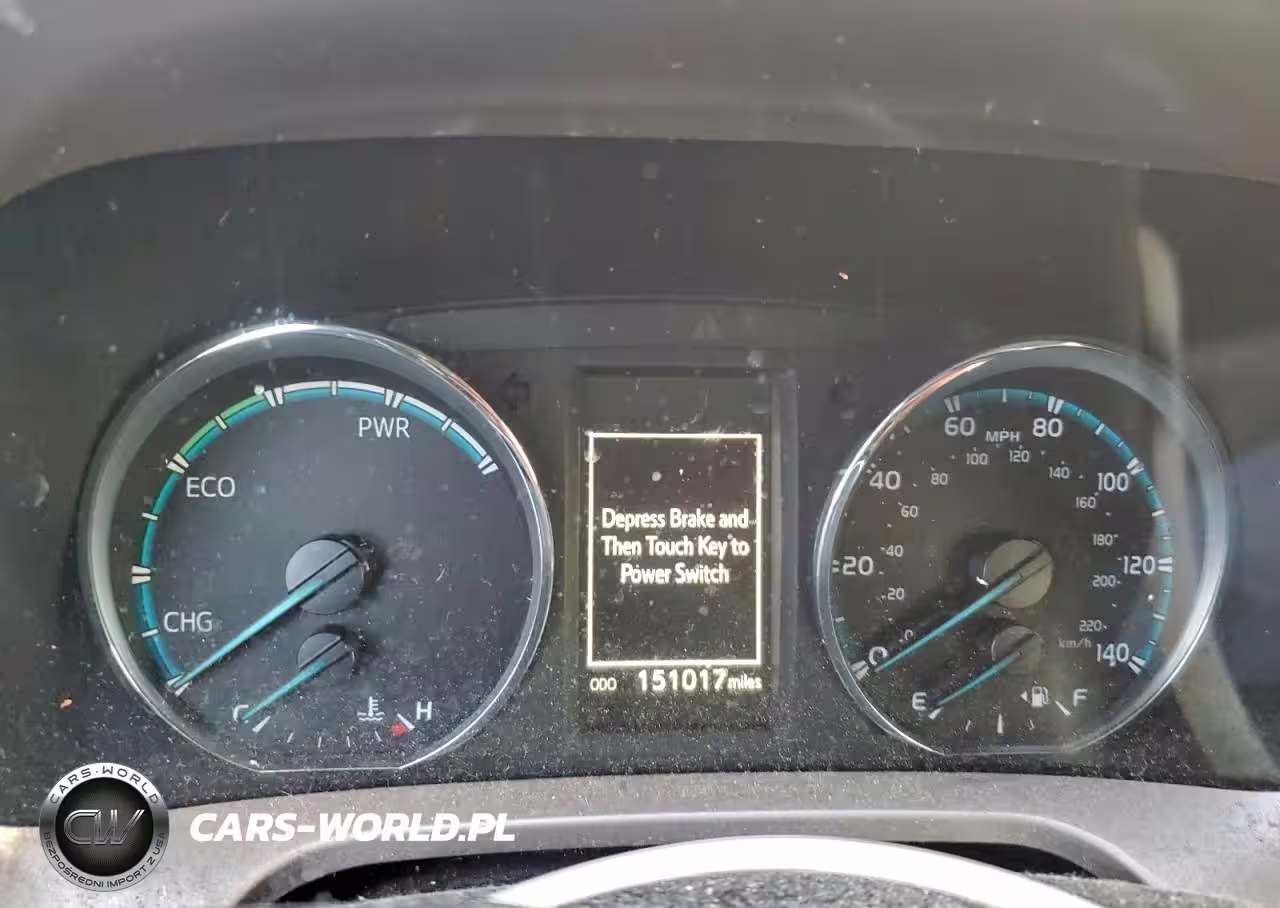 PWR
ECO
CHG
C
H
Depress Brake and
Then Touch Key to
Power Switch
ODO 151017 miles
0
20
40
60
80
100
120
140
MPH
0
20
40
60
80
100
120
140
160
180
200
220
km/h
E
F
CARS-WORLD
CW
BEZPOŚREDNI IMPORT Z USA
CARS-WORLD.PL